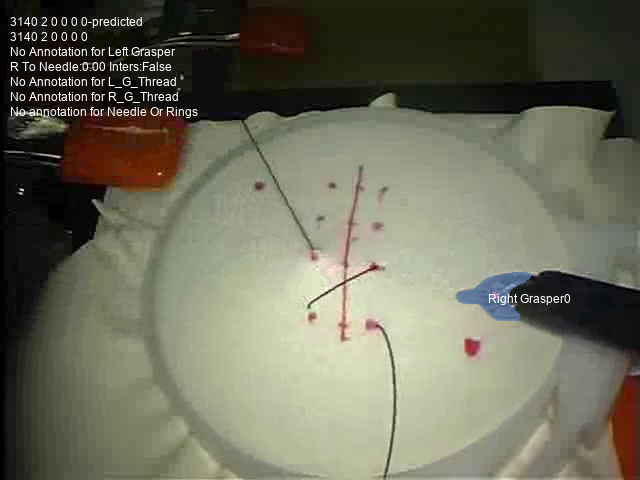 3140 2 0 0 0 0-predicted
3140 2 0 0 0 0
No Annotation for Left Grasper
R To Needle:0.00 Inters:False
No Annotation for L_G_Thread
No Annotation for R_G_Thread
No annotation for Needle Or Rings
Right Grasper0